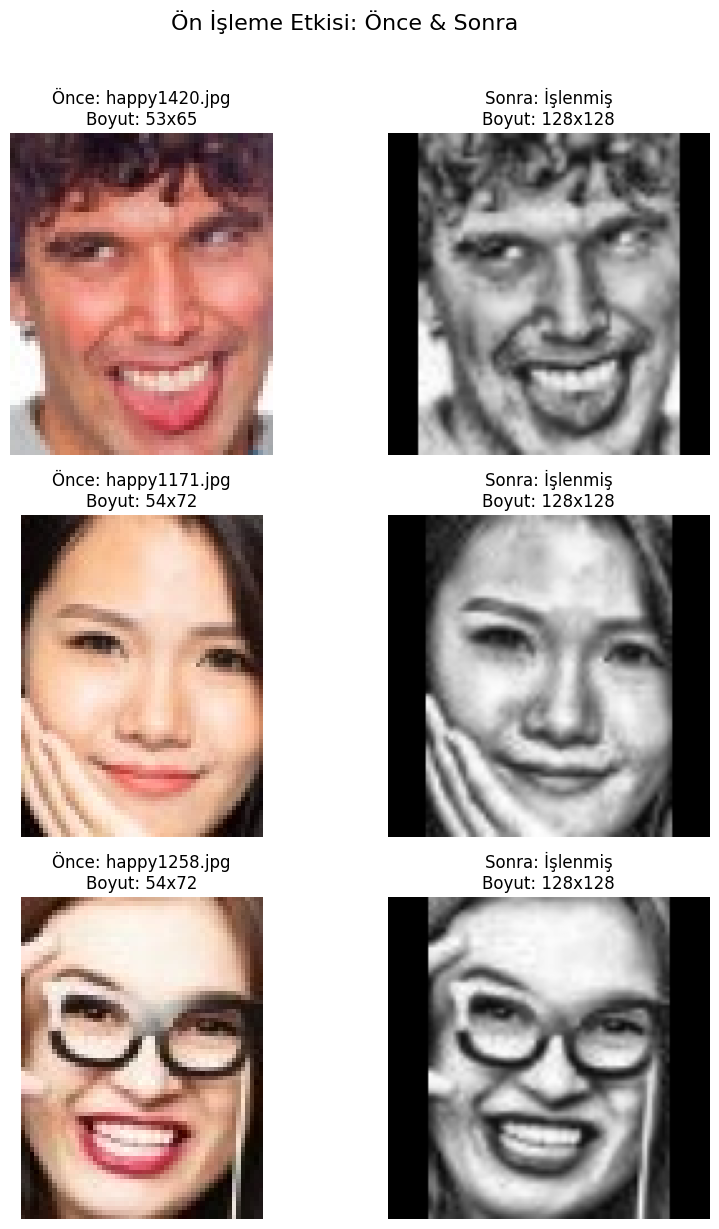 Ön İşleme Etkisi: Önce & Sonra
Önce: happy1420.jpg
Boyut: 53x65
Sonra: İşlenmiş
Boyut: 128x128
Önce: happy1171.jpg
Boyut: 54x72
Sonra: İşlenmiş
Boyut: 128x128
Önce: happy1258.jpg
Boyut: 54x72
Sonra: İşlenmiş
Boyut: 128x128